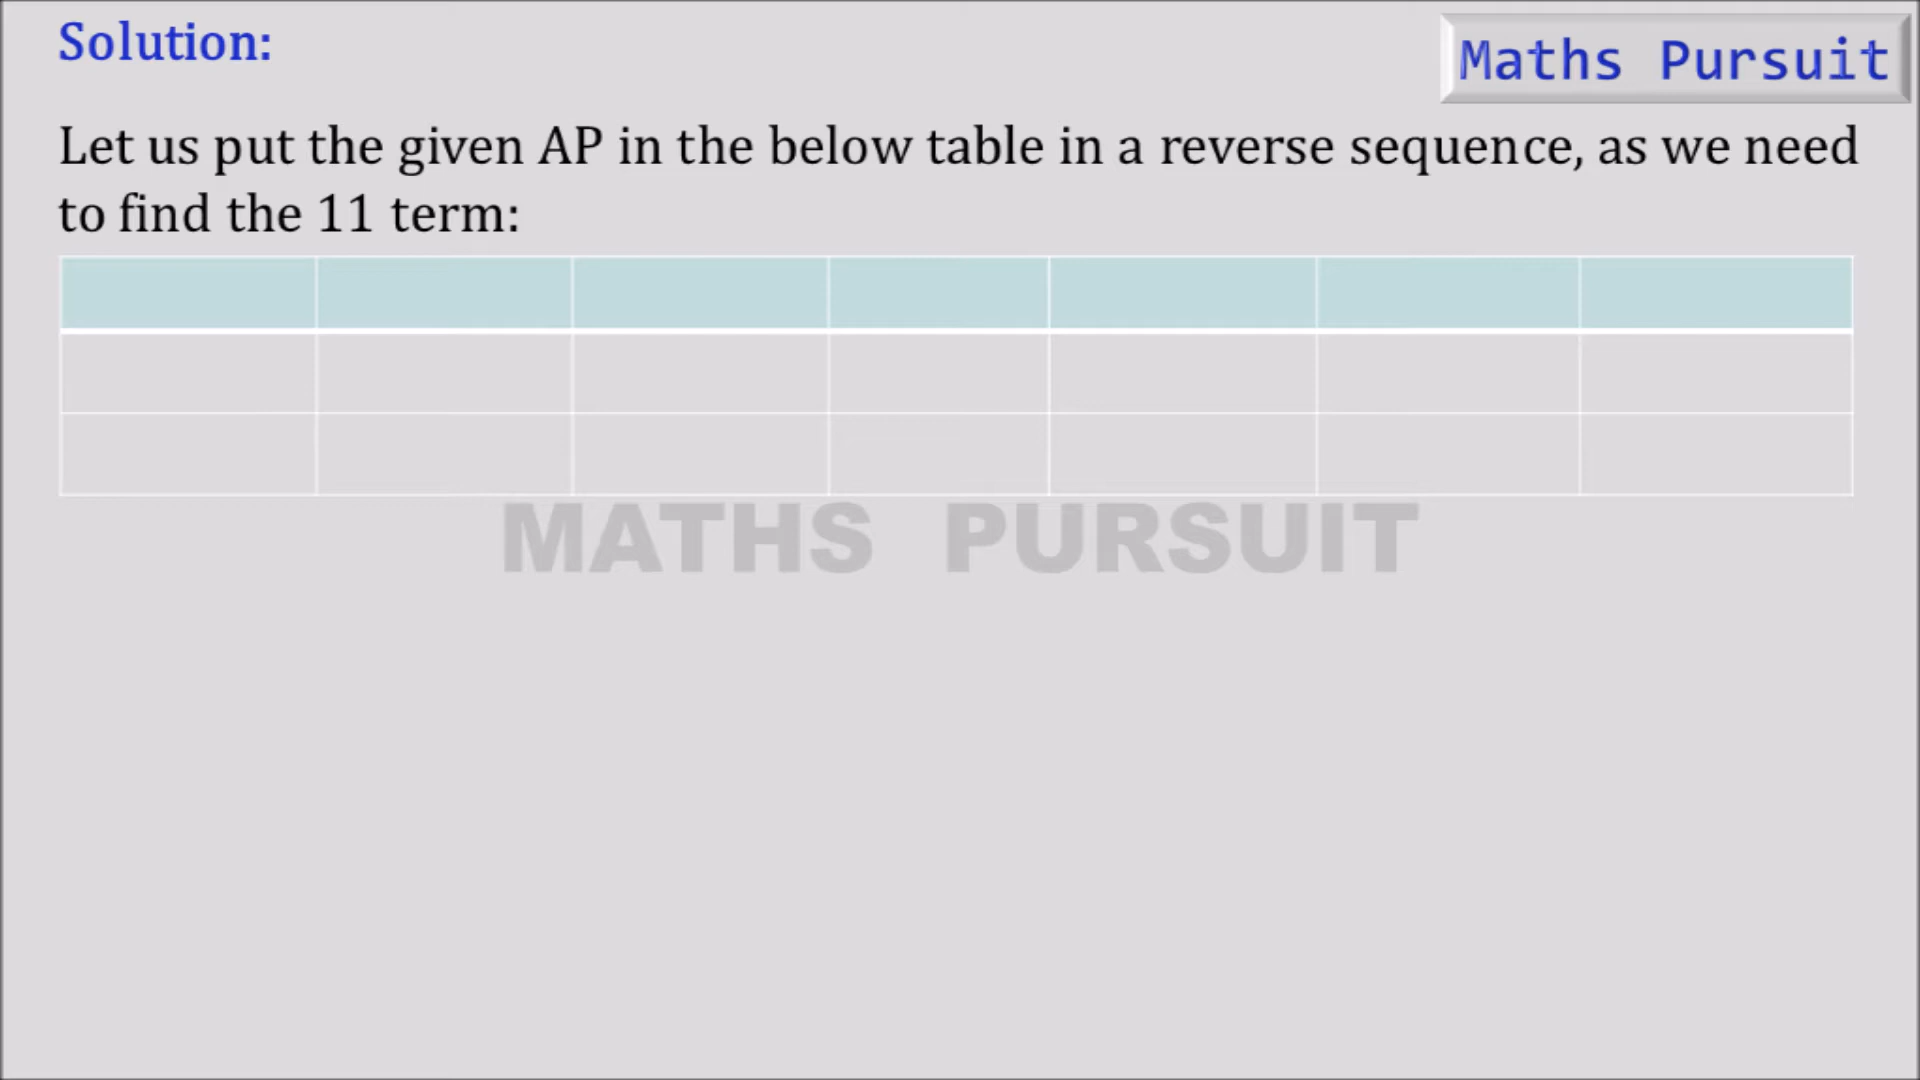 Solution:
Maths Pursuit
Let us put the given AP in the below table in a reverse sequence, as we need
to find the 11 term:
MATHS PURSUIT